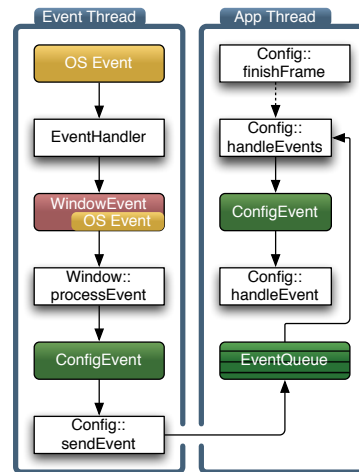 Event Thread
OS Event
EventHandler
WindowEvent
OS Event
Window::
processEvent
ConfigEvent
Config::
sendEvent
App Thread
Config::
finishFrame
Config::
handleEvents
ConfigEvent
Config::
handleEvent
EventQueue